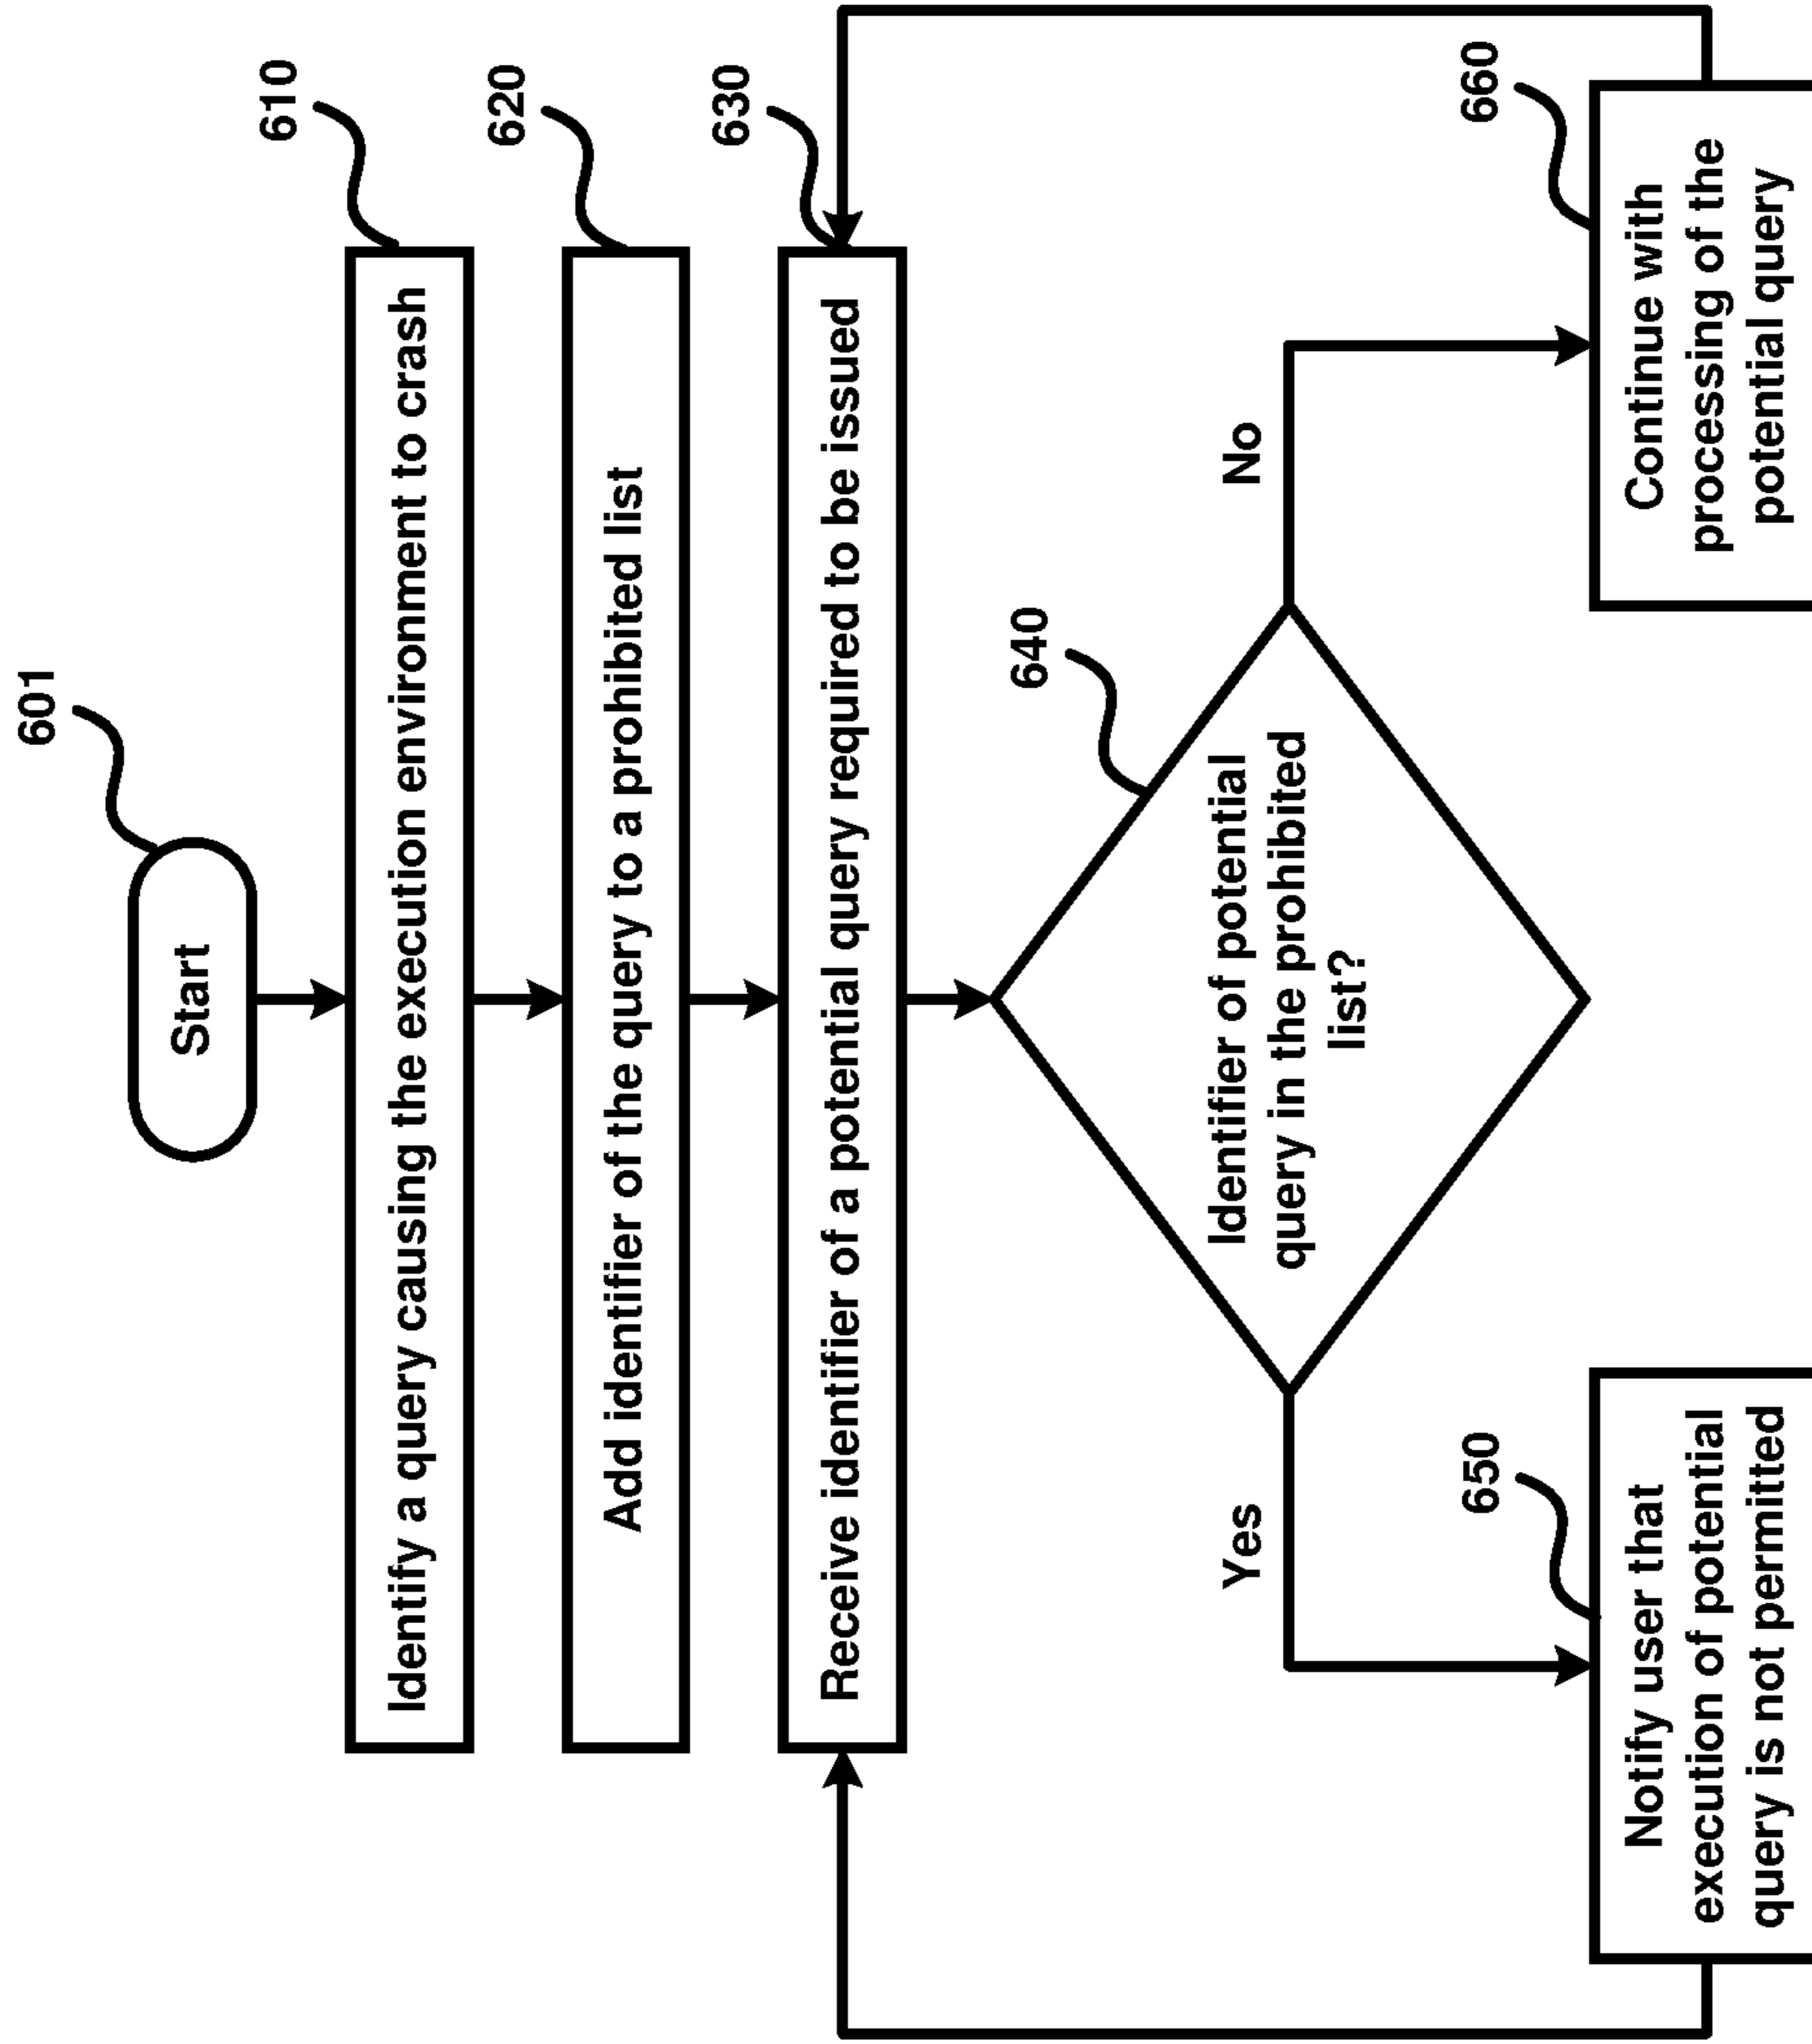 601
Start
610
Identify a query causing the execution environment to crash
620
Add identifier of the query to a prohibited list
630
Receive identifier of a potential query required to be issued
640
Identifier of potential
query in the prohibited
list?
Yes
No
650
Notify user that
execution of potential
query is not permitted
660
Continue with
processing of the
potential query